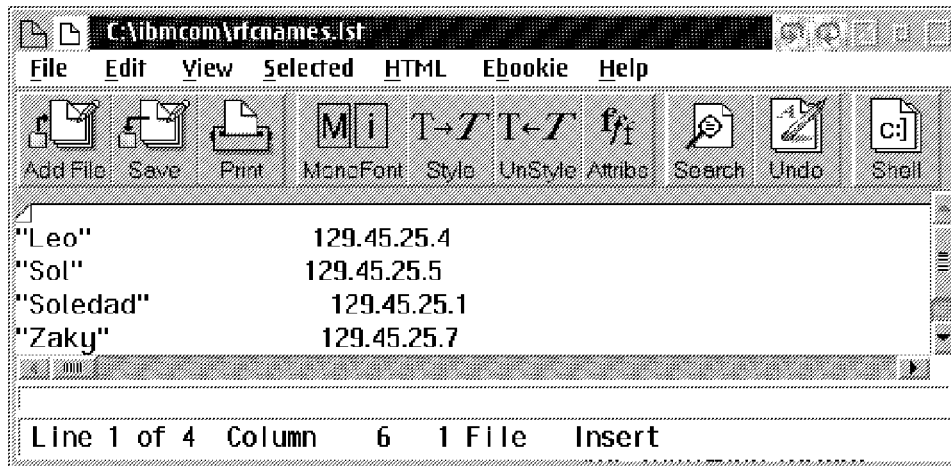 C:\ibmcom\rfcnames.lst
File Edit View Selected HTML Ebookie Help
M i T→T T←T C:]
Add File Save Print MonoFont Style UnStyle Attribs Search Undo Shell
"Leo" 129.45.25.4
"Sol" 129.45.25.5
"Soledad" 129.45.25.1
"Zaky" 129.45.25.7
Line 1 of 4 Column 6 1 File Insert